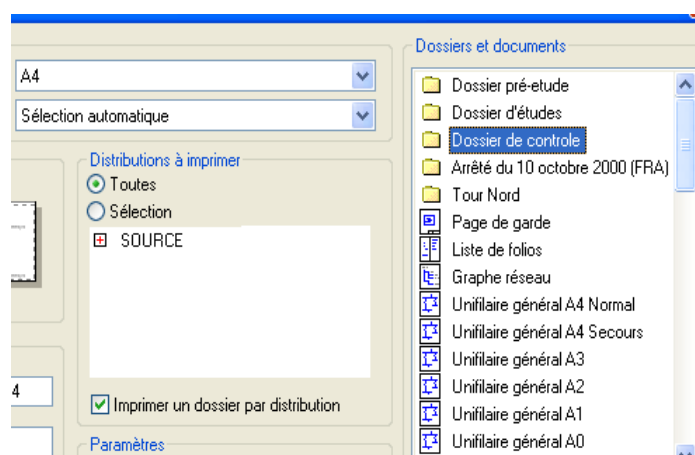 A4
Sélection automatique
Distributions à imprimer
Toutes
Sélection
SOURCE
4
Imprimer un dossier par distribution
Paramètres
Dossiers et documents
Dossier pré-etude
Dossier d'études
Dossier de controle
Arrêté du 10 octobre 2000 (FRA)
Tour Nord
Page de garde
Liste de folios
Graphe réseau
Unifilaire général A4 Normal
Unifilaire général A4 Secours
Unifilaire général A3
Unifilaire général A2
Unifilaire général A1
Unifilaire général A0